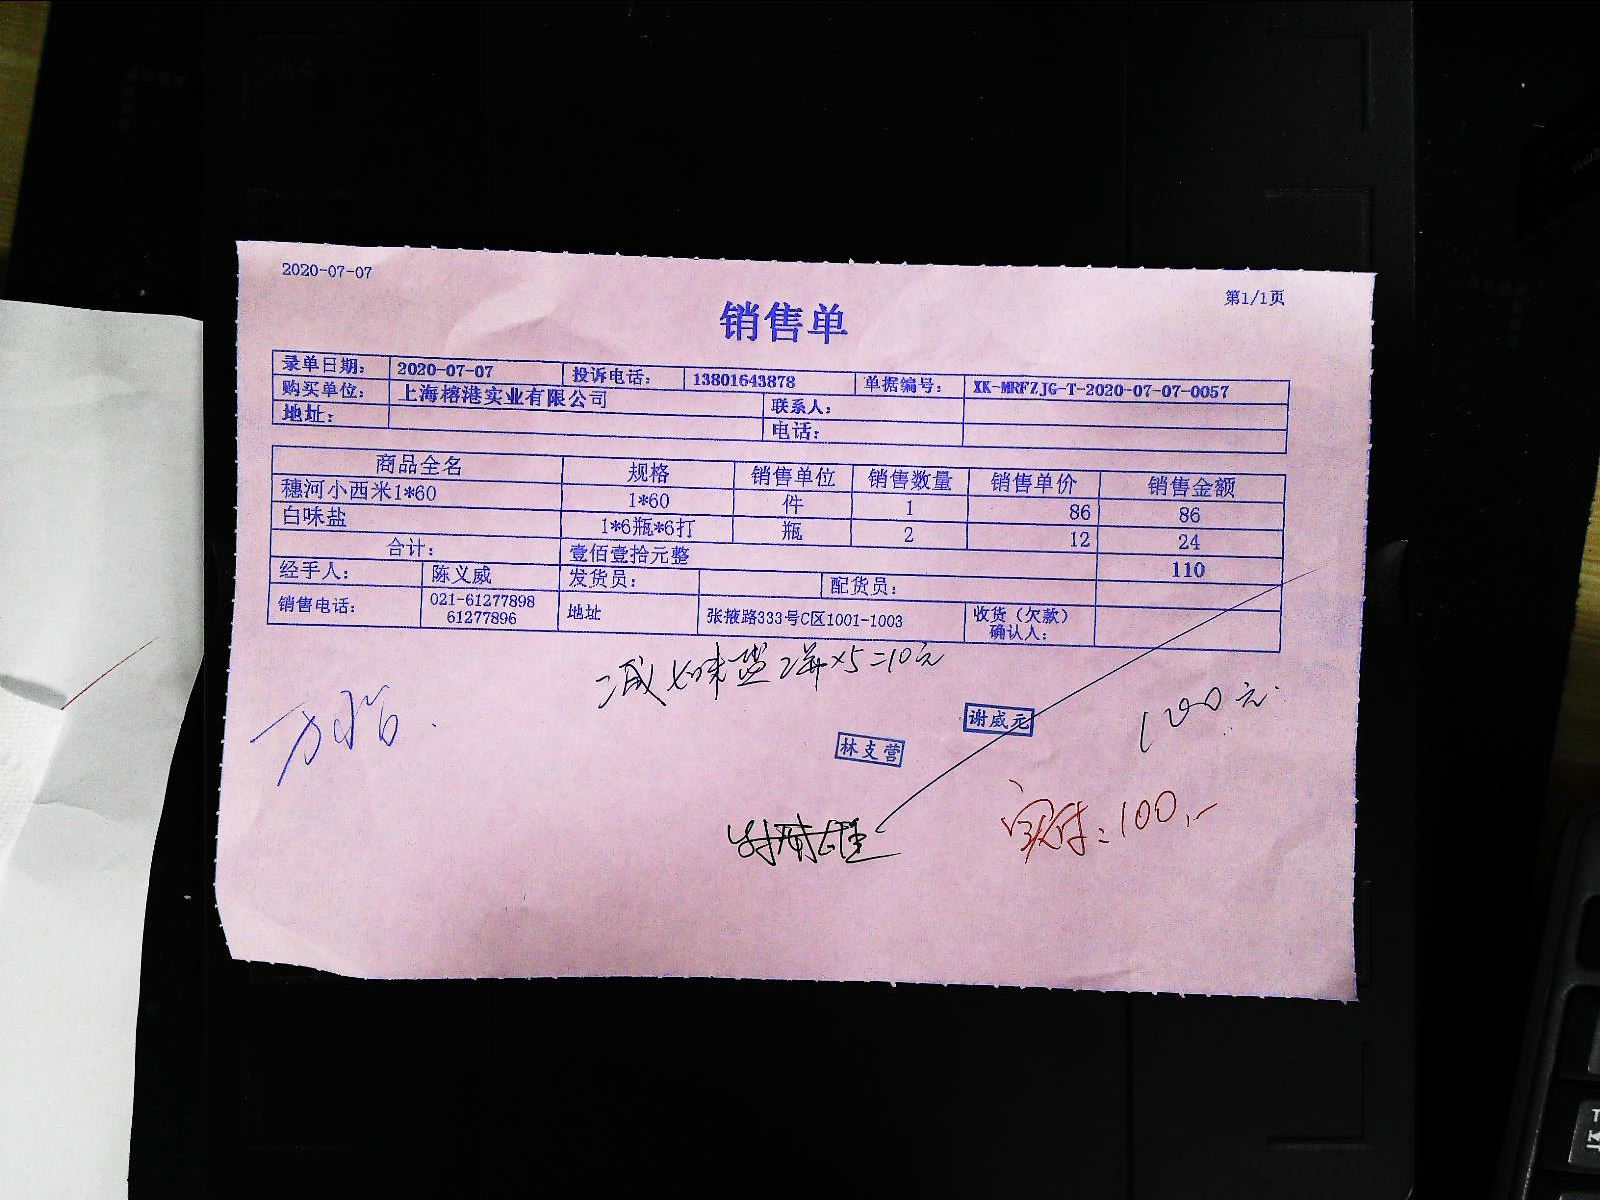 2020-07-07
第1/1页
销售单
录单日期： 2020-07-07 投诉电话： 13801643878 单据编号： XK-MRFZJG-T-2020-07-07-0057
购买单位： 上海榕港实业有限公司 联系人：
地址： 电话：
商品全名 规格 销售单位 销售数量 销售单价 销售金额
穗河小西米1*60 1*60 件 1 86 86
白味盐 1*6瓶*6打 瓶 2 12 24
合计： 壹佰壹拾元整 110
经手人： 陈义威 发货员： 配货员：
销售电话： 021-61277898 61277896 地址 张掖路333号C区1001-1003 收货（欠款）确认人：
减 味盐2瓶×5=10元
谢威元
100元
林支营
实付：100.-